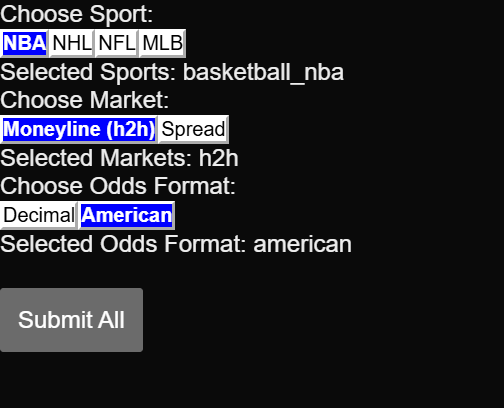 Choose Sport:
NBA NHL NFL MLB
Selected Sports: basketball_nba
Choose Market:
Moneyline (h2h) Spread
Selected Markets: h2h
Choose Odds Format:
Decimal American
Selected Odds Format: american
Submit All